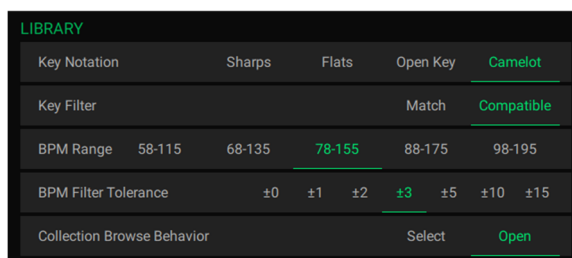 LIBRARY
Key Notation Sharps Flats Open Key Camelot
Key Filter Match Compatible
BPM Range 58-115 68-135 78-155 88-175 98-195
BPM Filter Tolerance ±0 ±1 ±2 ±3 ±5 ±10 ±15
Collection Browse Behavior Select Open